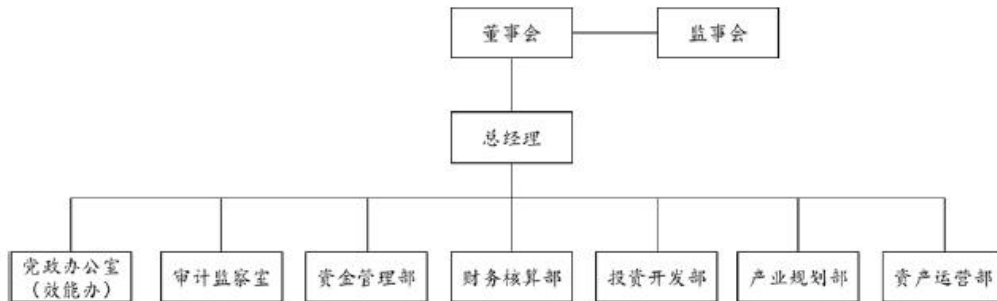 董事会
监事会
总经理
党政办公室
（效能办）
审计监察室
资金管理部
财务核算部
投资开发部
产业规划部
资产运营部